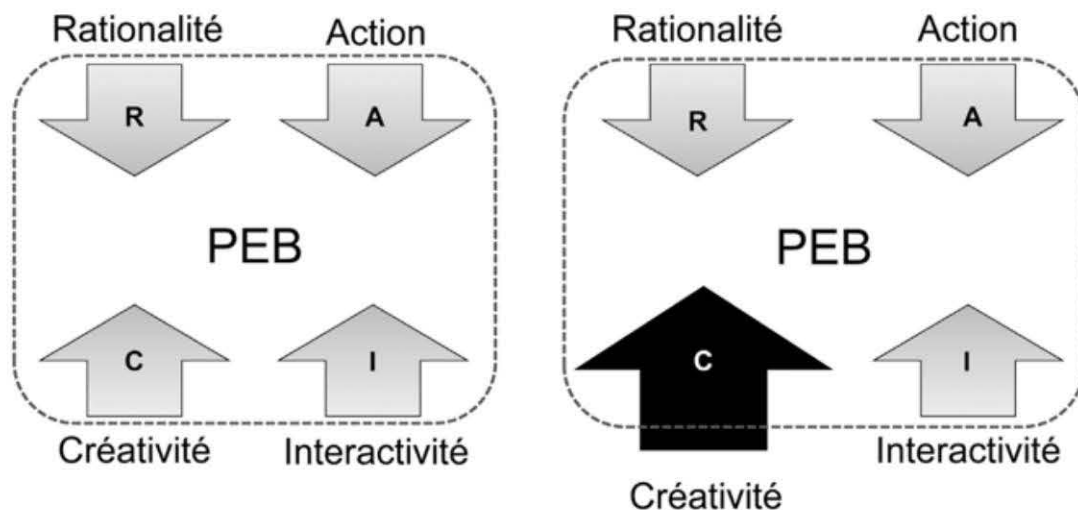 Rationalité Action
R A
PEB
C I
Créativité Interactivité
Rationalité Action
R A
PEB
C I
Créativité Interactivité